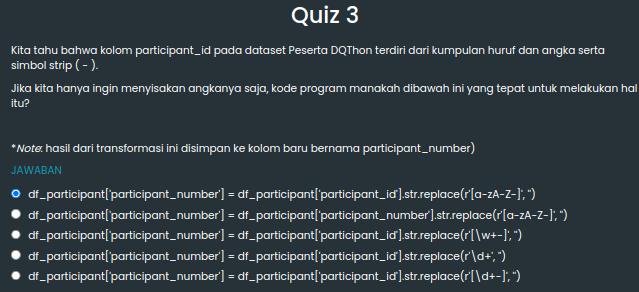 Quiz 3
Kita tahu bahwa kolom participant_id pada dataset Peserta DQThon terdiri dari kumpulan huruf dan angka serta
simbol strip ( - ).
Jika kita hanya ingin menyisakan angkanya saja, kode program manakah dibawah ini yang tepat untuk melakukan hal
itu?
*Note: hasil dari transformasi ini disimpan ke kolom baru bernama participant_number)
JAWABAN
df_participant['participant_number'] = df_participant['participant_id'].str.replace(r'[a-zA-Z-]', '')
df_participant['participant_number'] = df_participant['participant_number'].str.replace(r'[a-zA-Z-]', '')
df_participant['participant_number'] = df_participant['participant_id'].str.replace(r'[\w+-]', '')
df_participant['participant_number'] = df_participant['participant_id'].str.replace(r'\d+', '')
df_participant['participant_number'] = df_participant['participant_id'].str.replace(r'[\d+-]', '')